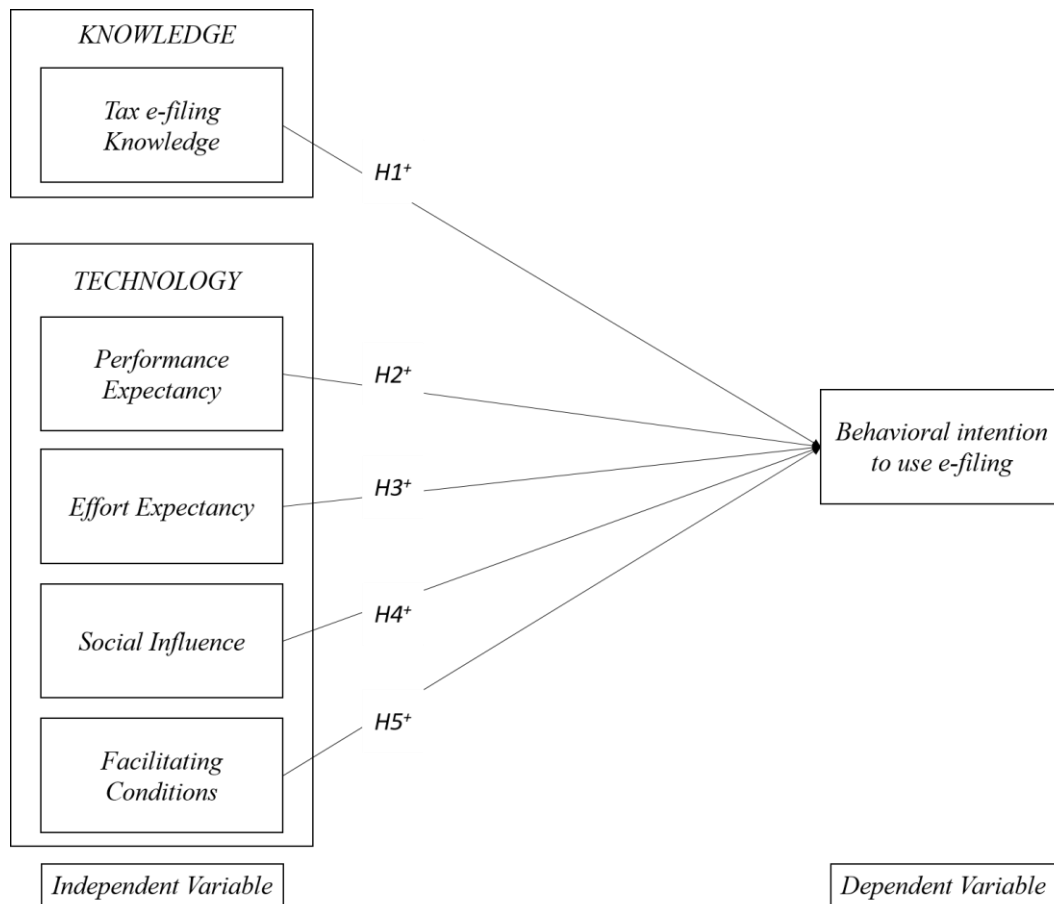 KNOWLEDGE
Tax e-filing
Knowledge
H1+
TECHNOLOGY
Performance
Expectancy
H2+
Behavioral intention
to use e-filing
Effort Expectancy
H3+
Social Influence
H4+
Facilitating
Conditions
H5+
Independent Variable
Dependent Variable